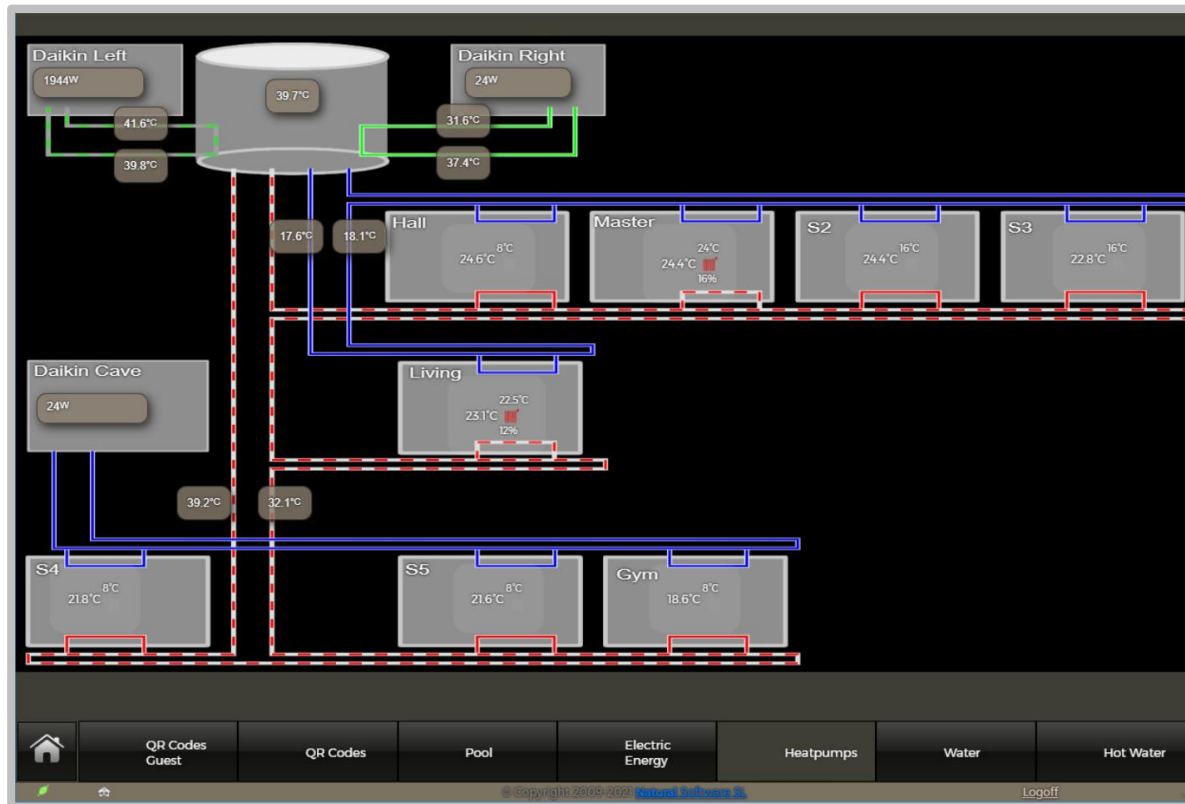 Daikin Left
1944W
41.6°C
39.8°C
39.7°C
Daikin Right
24W
31.6°C
37.4°C
17.6°C
18.1°C
Hall
8°C
24.6°C
Master
24°C
24.4°C
16%
S2
16°C
24.4°C
S3
16°C
22.8°C
Daikin Cave
24W
Living
22.5°C
23.1°C
12%
39.2°C
32.1°C
S4
8°C
21.8°C
S5
8°C
21.6°C
Gym
8°C
18.6°C
QR Codes
Guest
QR Codes
Pool
Electric
Energy
Heatpumps
Water
Hot Water
© Copyright 2009-2021 Natural Software SL
Logoff